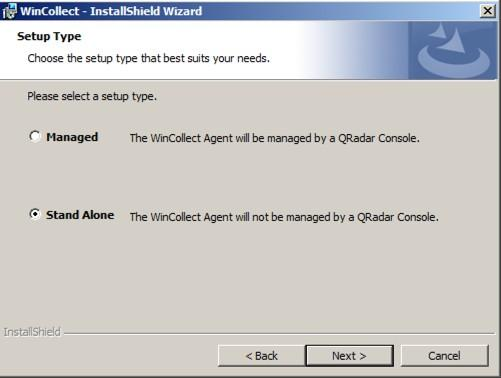 WinCollect - InstallShield Wizard
Setup Type
Choose the setup type that best suits your needs.
Please select a setup type.
Managed The WinCollect Agent will be managed by a QRadar Console.
Stand Alone The WinCollect Agent will not be managed by a QRadar Console.
InstallShield
< Back Next > Cancel